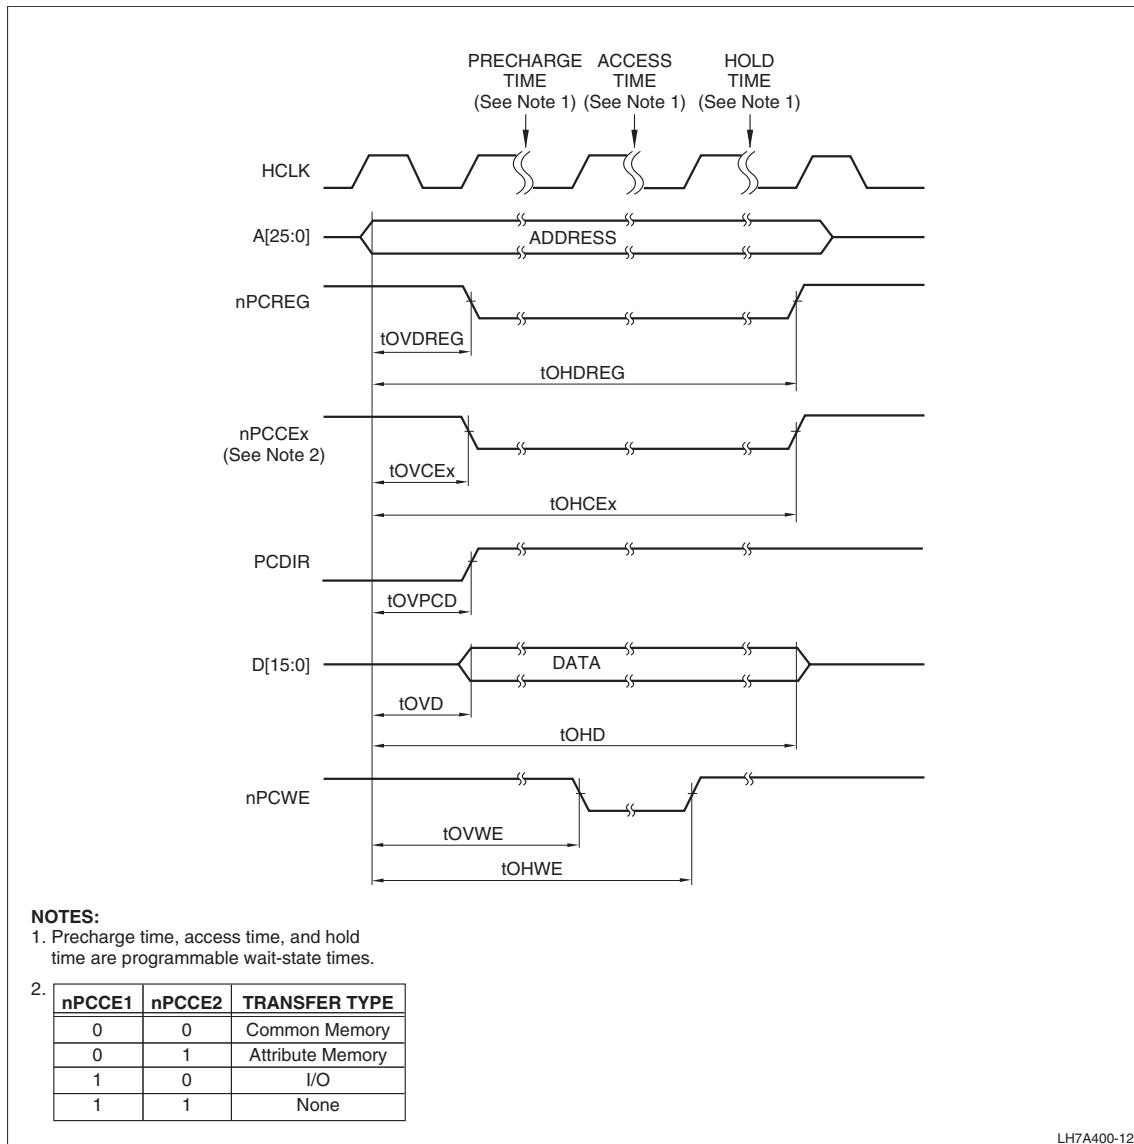 PRECHARGE TIME (See Note 1)
ACCESS TIME (See Note 1)
HOLD TIME (See Note 1)
HCLK
A[25:0]
ADDRESS
nPCREG
tOVDREG
tOHDREG
nPCCEx
(See Note 2)
tOVCEx
tOHCEx
PCDIR
tOVPCD
D[15:0]
DATA
tOVD
tOHD
nPCWE
tOVWE
tOHWE
NOTES:
1. Precharge time, access time, and hold
time are programmable wait-state times.
2.
nPCCE1 nPCCE2 TRANSFER TYPE
0 0 Common Memory
0 1 Attribute Memory
1 0 I/O
1 1 None
LH7A400-12